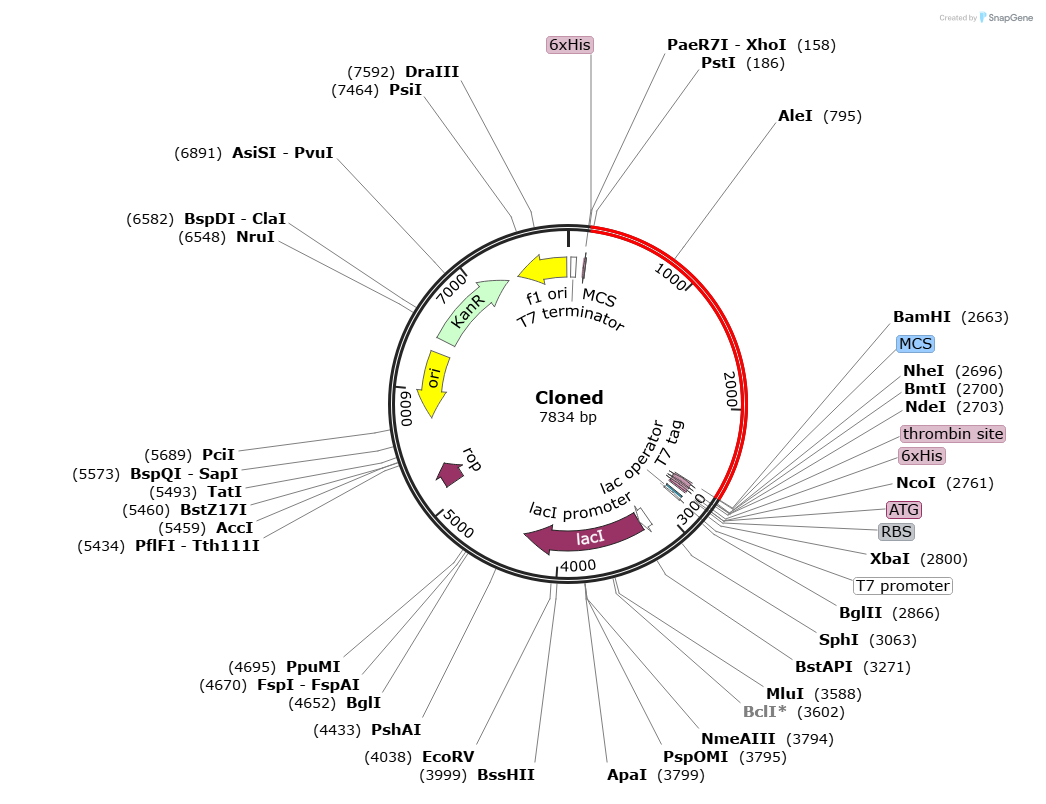 Created by SnapGene
6xHis
PaeR7I - XhoI (158)
PstI (186)
AleI (795)
(7592) DraIII
(7464) PsiI
(6891) AsiSI - PvuI
(6582) BspDI - ClaI
(6548) NruI
1000
2000
3000
4000
5000
6000
7000
f1 ori
MCS
T7 terminator
KanR
ori
rop
Cloned
7834 bp
lac operator
T7 tag
lacI promoter
lacI
BamHI (2663)
MCS
NheI (2696)
BmtI (2700)
NdeI (2703)
thrombin site
6xHis
NcoI (2761)
ATG
RBS
XbaI (2800)
T7 promoter
BglII (2866)
SphI (3063)
BstAPI (3271)
MluI (3588)
BclI* (3602)
NmeAIII (3794)
PspOMI (3795)
ApaI (3799)
(5689) PciI
(5573) BspQI - SapI
(5493) TatI
(5460) BstZ17I
(5459) AccI
(5434) PflFI - Tth111I
(4695) PpuMI
(4670) FspI - FspAI
(4652) BglI
(4433) PshAI
(4038) EcoRV
(3999) BssHII